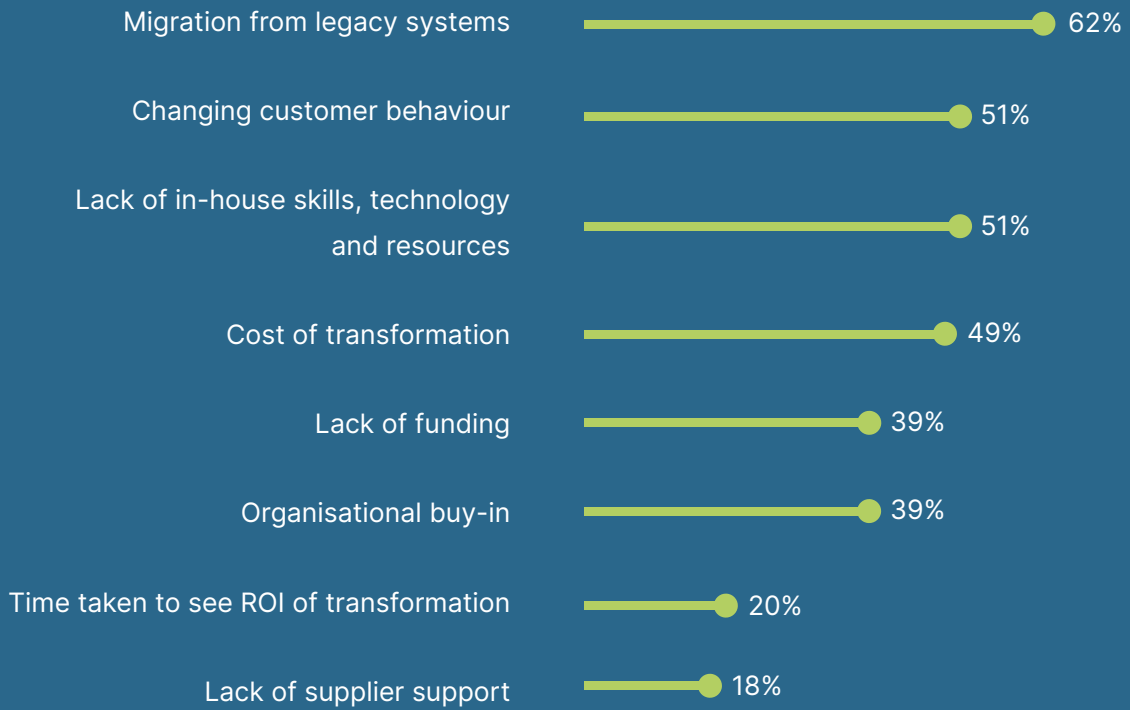 Migration from legacy systems 62%
Changing customer behaviour 51%
Lack of in-house skills, technology
and resources 51%
Cost of transformation 49%
Lack of funding 39%
Organisational buy-in 39%
Time taken to see ROI of transformation 20%
Lack of supplier support 18%